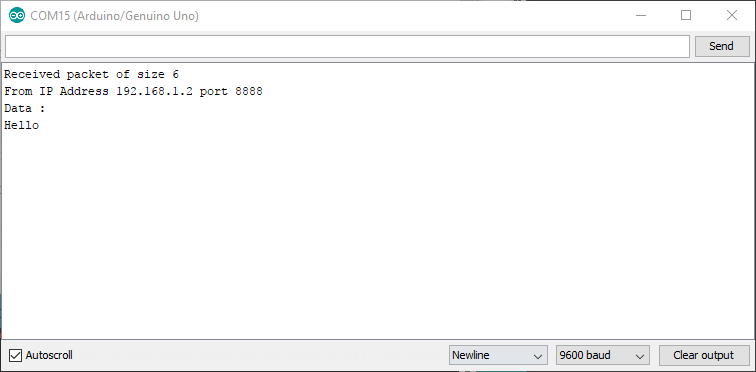 COM15 (Arduino/Genuino Uno)
Send
Received packet of size 6
From IP Address 192.168.1.2 port 8888
Data :
Hello
Autoscroll
Newline
9600 baud
Clear output